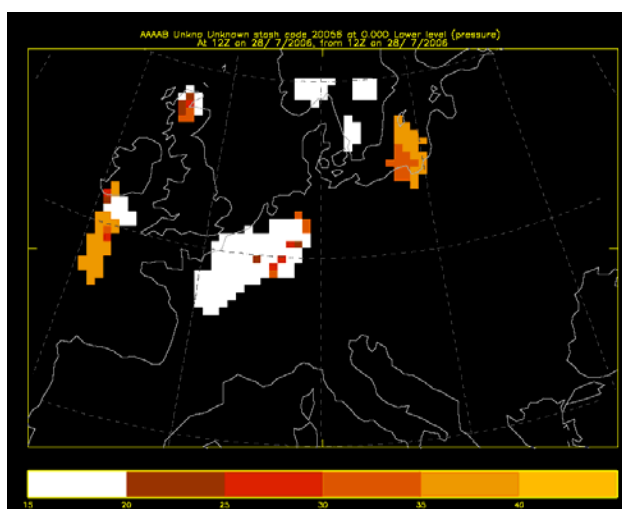 AAAAB Unkno Unknown stash code 20055 at 0.000 Lower level (pressure)
At 12Z on 28/ 7/2006, from 12Z on 28/ 7/2006
15 20 25 30 35 40